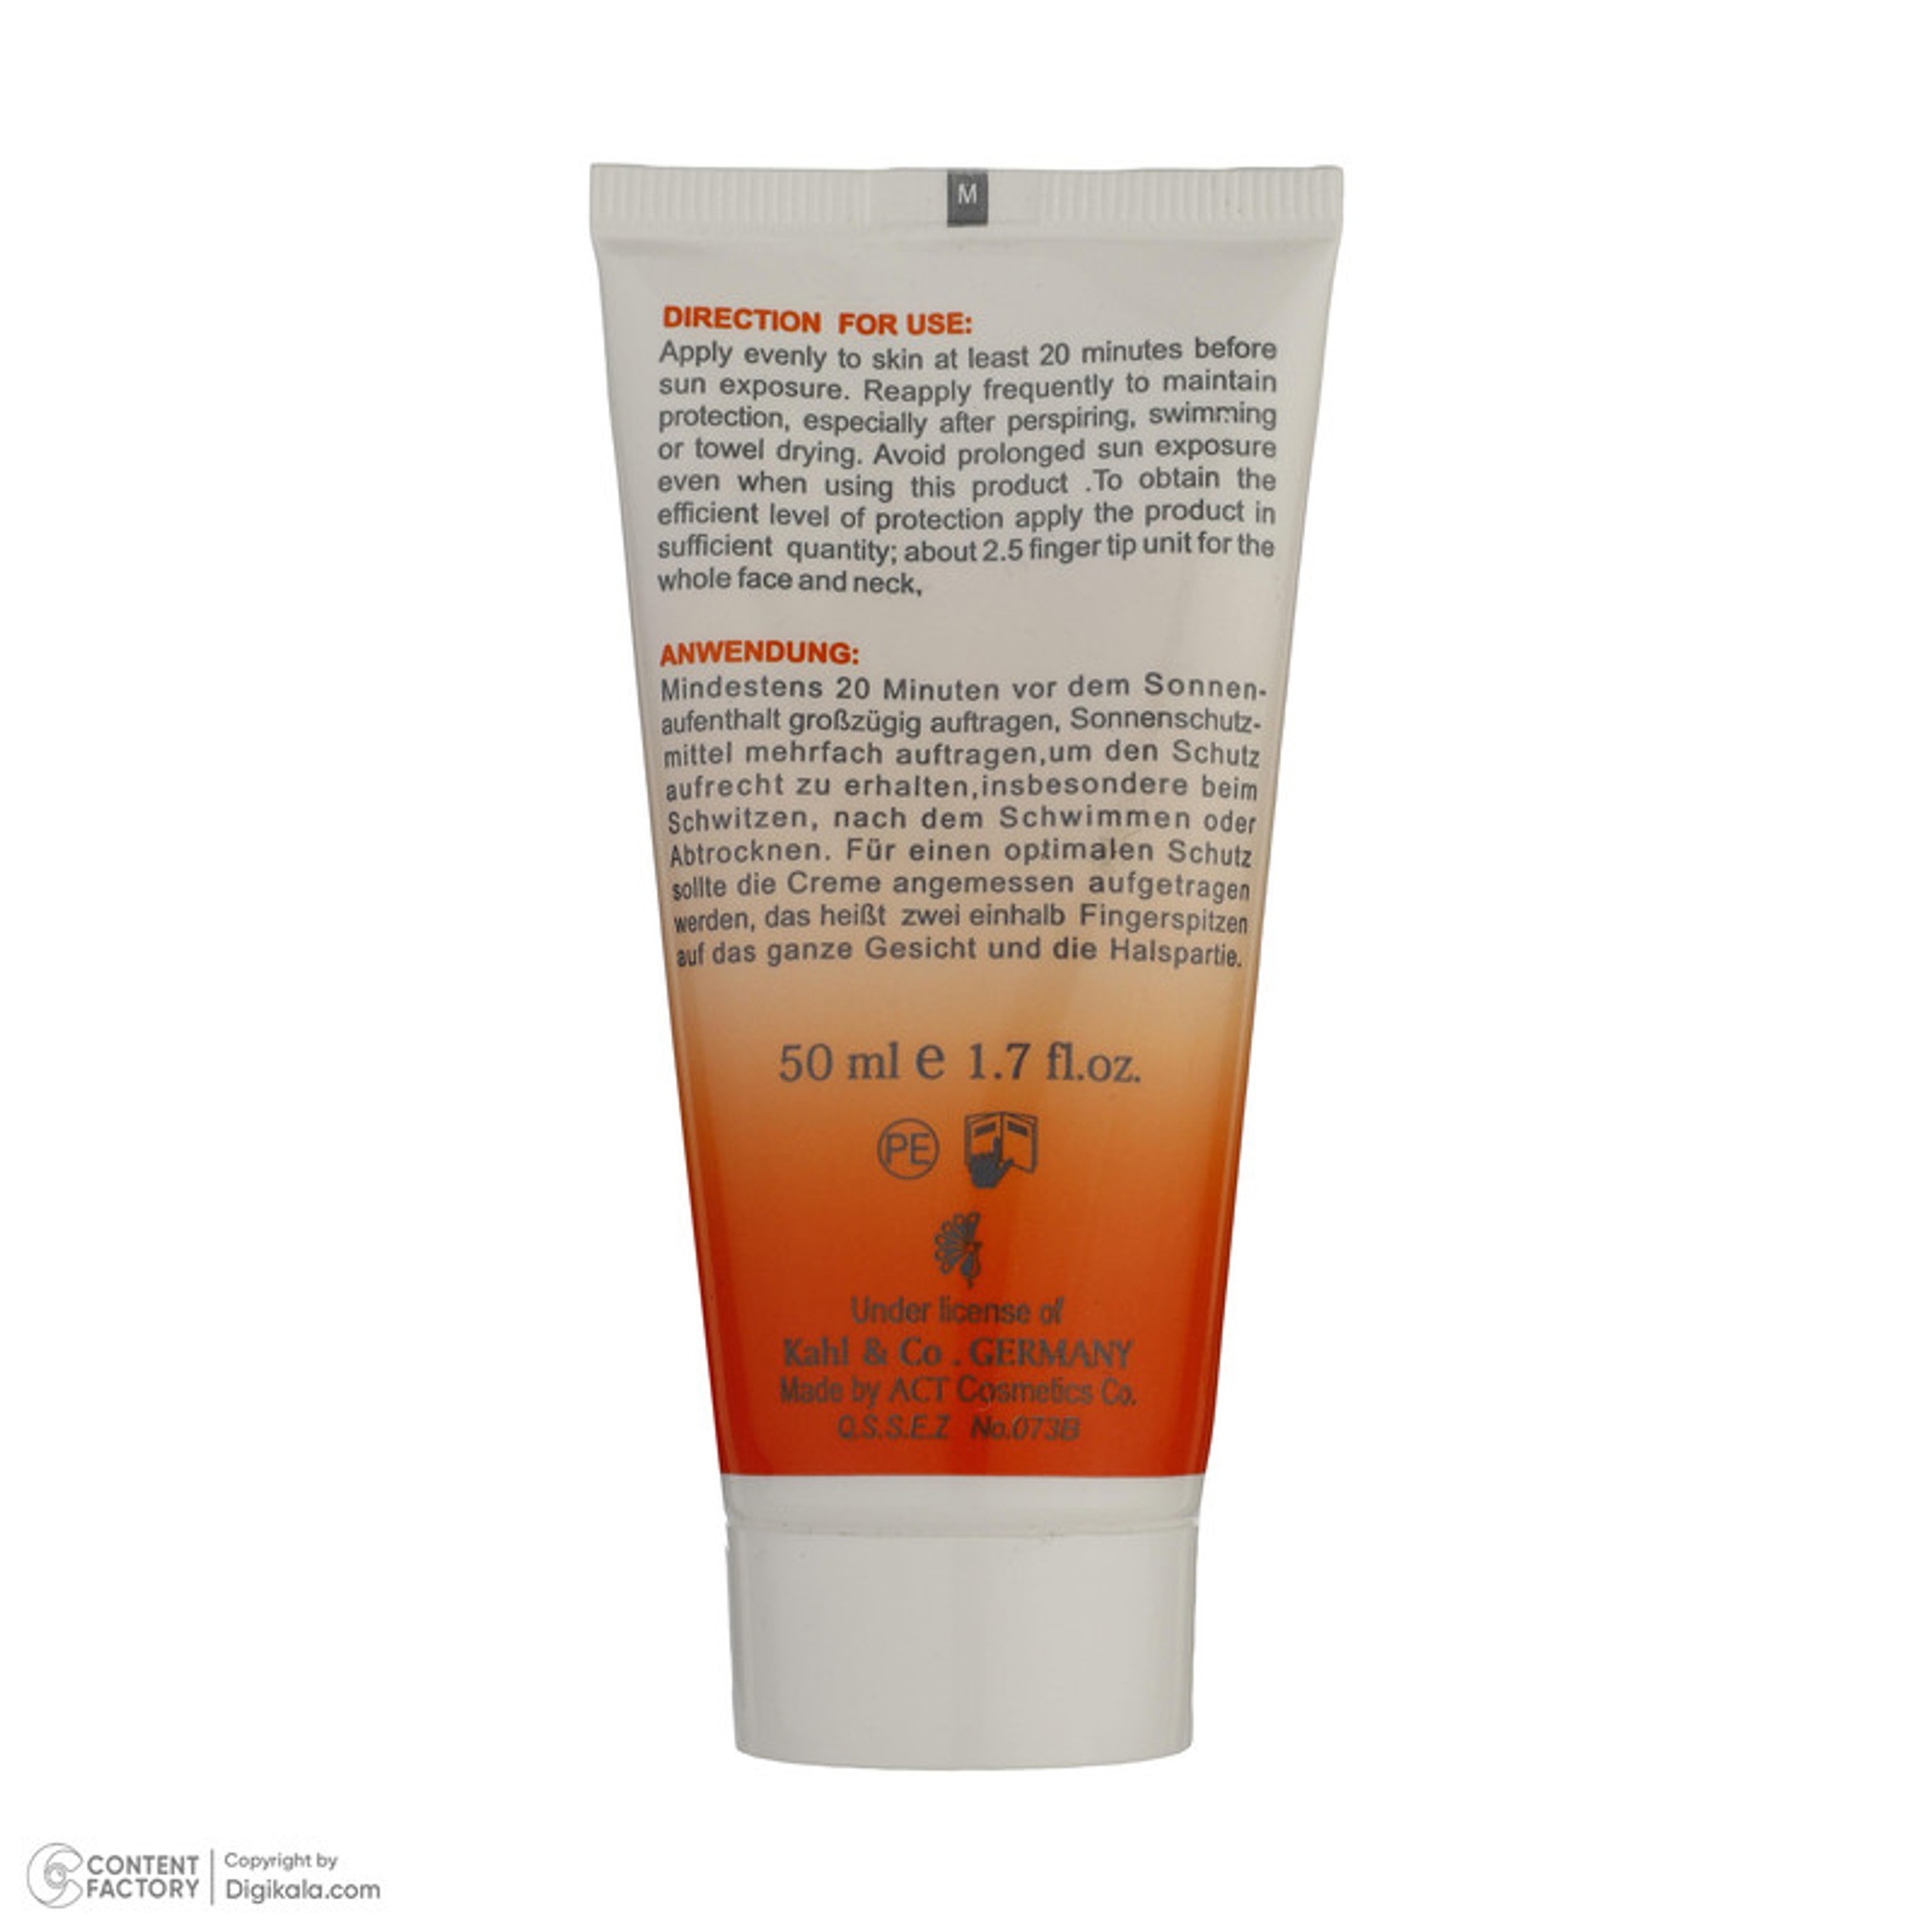 M
DIRECTION FOR USE:
Apply evenly to skin at least 20 minutes before
sun exposure. Reapply frequently to maintain
protection, especially after perspiring, swimming
or towel drying. Avoid prolonged sun exposure
even when using this product .To obtain the
efficient level of protection apply the product in
sufficient quantity; about 2.5 finger tip unit for the
whole face and neck,
ANWENDUNG:
Mindestens 20 Minuten vor dem Sonnen-
aufenthalt großzügig auftragen, Sonnenschutz-
mittel mehrfach auftragen,um den Schutz
aufrecht zu erhalten,insbesondere beim
Schwitzen, nach dem Schwimmen oder
Abtrocknen. Für einen optimalen Schutz
sollte die Creme angemessen aufgetragen
werden, das heißt zwei einhalb Fingerspitzen
auf das ganze Gesicht und die Halspartie.
50 ml e 1.7 fl.oz.
PE
Under license of
Kahl & Co . GERMANY
Made by ACT Cosmetics Co.
Q.S.S.E.Z No.073B
CONTENT FACTORY
Copyright by
Digikala.com